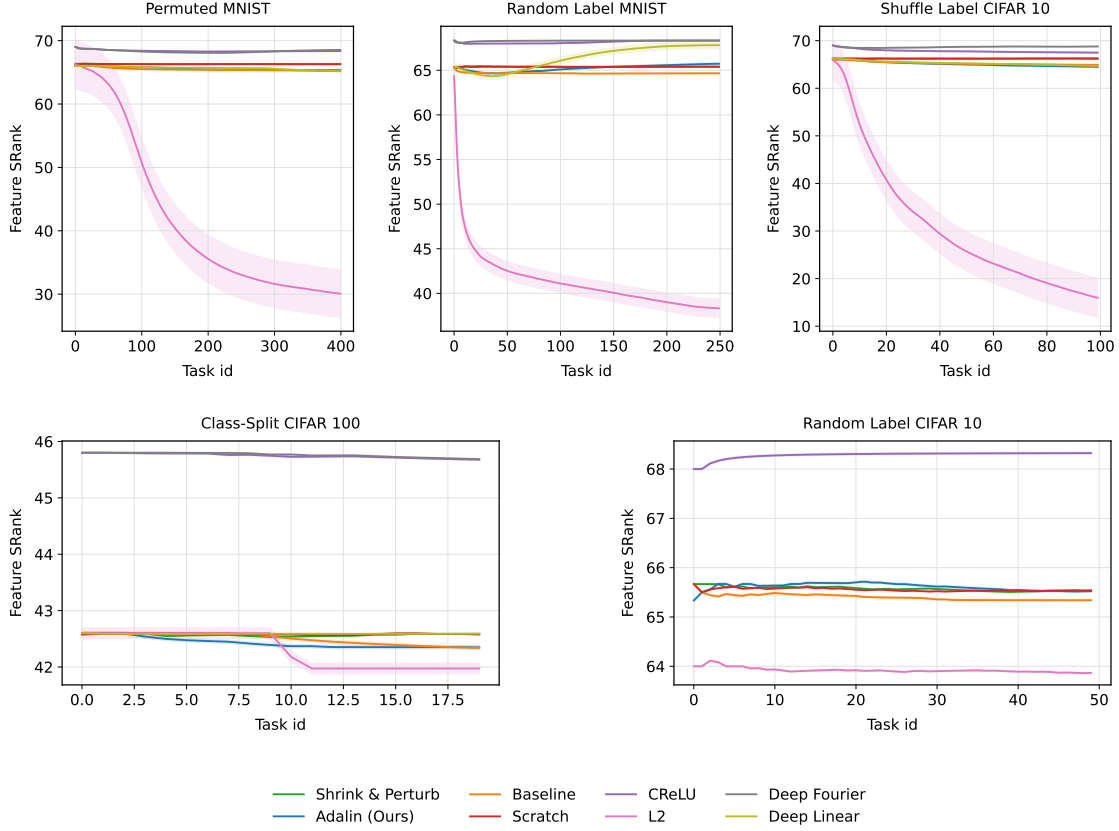 Permuted MNIST
Random Label MNIST
Shuffle Label CIFAR 10
Feature SRank
70
60
50
40
30
0
100
200
300
400
Task id
Feature SRank
65
60
55
50
45
40
0
50
100
150
200
250
Task id
Feature SRank
70
60
50
40
30
20
10
0
20
40
60
80
100
Task id
Class-Split CIFAR 100
Random Label CIFAR 10
Feature SRank
46
45
44
43
42
0.0
2.5
5.0
7.5
10.0
12.5
15.0
17.5
Task id
Feature SRank
68
67
66
65
64
0
10
20
30
40
50
Task id
Shrink & Perturb
Baseline
CReLU
Deep Fourier
Adalin (Ours)
Scratch
L2
Deep Linear